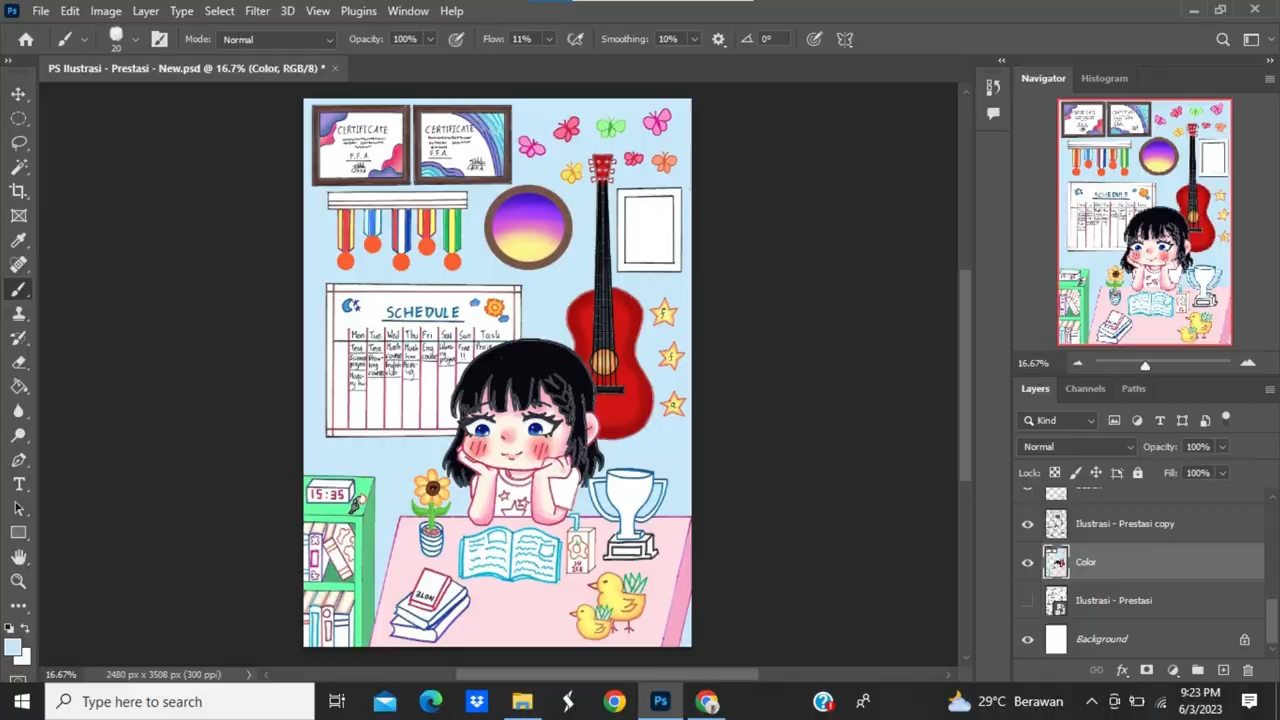 Ps File Edit Image Layer Type Select Filter 3D View Plugins Window Help
20 Mode: Normal Opacity: 100% Flow: 11% Smoothing: 10% 0°
PS Ilustrasi - Prestasi - New.psd @ 16.7% (Color, RGB/8) * ×
Navigator Histogram
CERTIFICATE CERTIFICATE
F.F.A. F.F.A.
SCHEDULE
Mon Tue Wed Thu Fri Sat Sun Task
15:35
NOTE
16.67%
Layers Channels Paths
Kind
Normal Opacity: 100%
Lock: Fill: 100%
Ilustrasi - Prestasi copy
Color
Ilustrasi - Prestasi
Background
16.67% 2480 px x 3508 px (300 ppi)
Type here to search
Ps
29°C Berawan
9:23 PM
6/3/2023